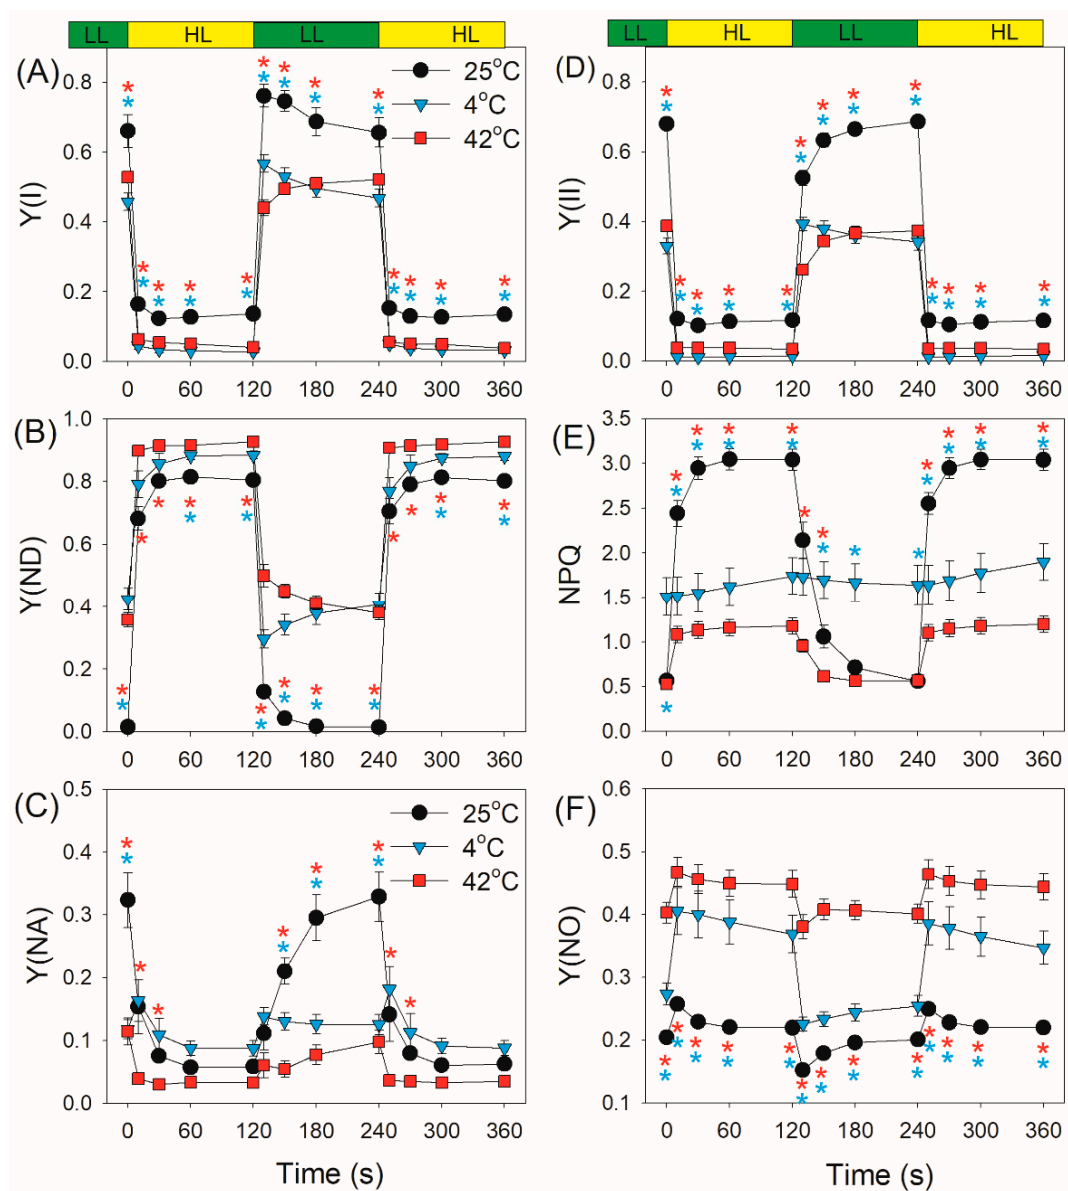 LL HL LL HL
LL HL LL HL
(A)
Y(I)
0.8
0.6
0.4
0.2
0.0
25°C
4°C
42°C
0 60 120 180 240 300 360
(D)
Y(II)
0.8
0.6
0.4
0.2
0.0
0 60 120 180 240 300 360
(B)
Y(ND)
1.0
0.8
0.6
0.4
0.2
0.0
0 60 120 180 240 300 360
(E)
NPQ
3.5
3.0
2.5
2.0
1.5
1.0
0.5
0.0
0 60 120 180 240 300 360
(C)
Y(NA)
0.5
0.4
0.3
0.2
0.1
0.0
25°C
4°C
42°C
0 60 120 180 240 300 360
Time (s)
(F)
Y(NO)
0.6
0.5
0.4
0.3
0.2
0.1
0 60 120 180 240 300 360
Time (s)